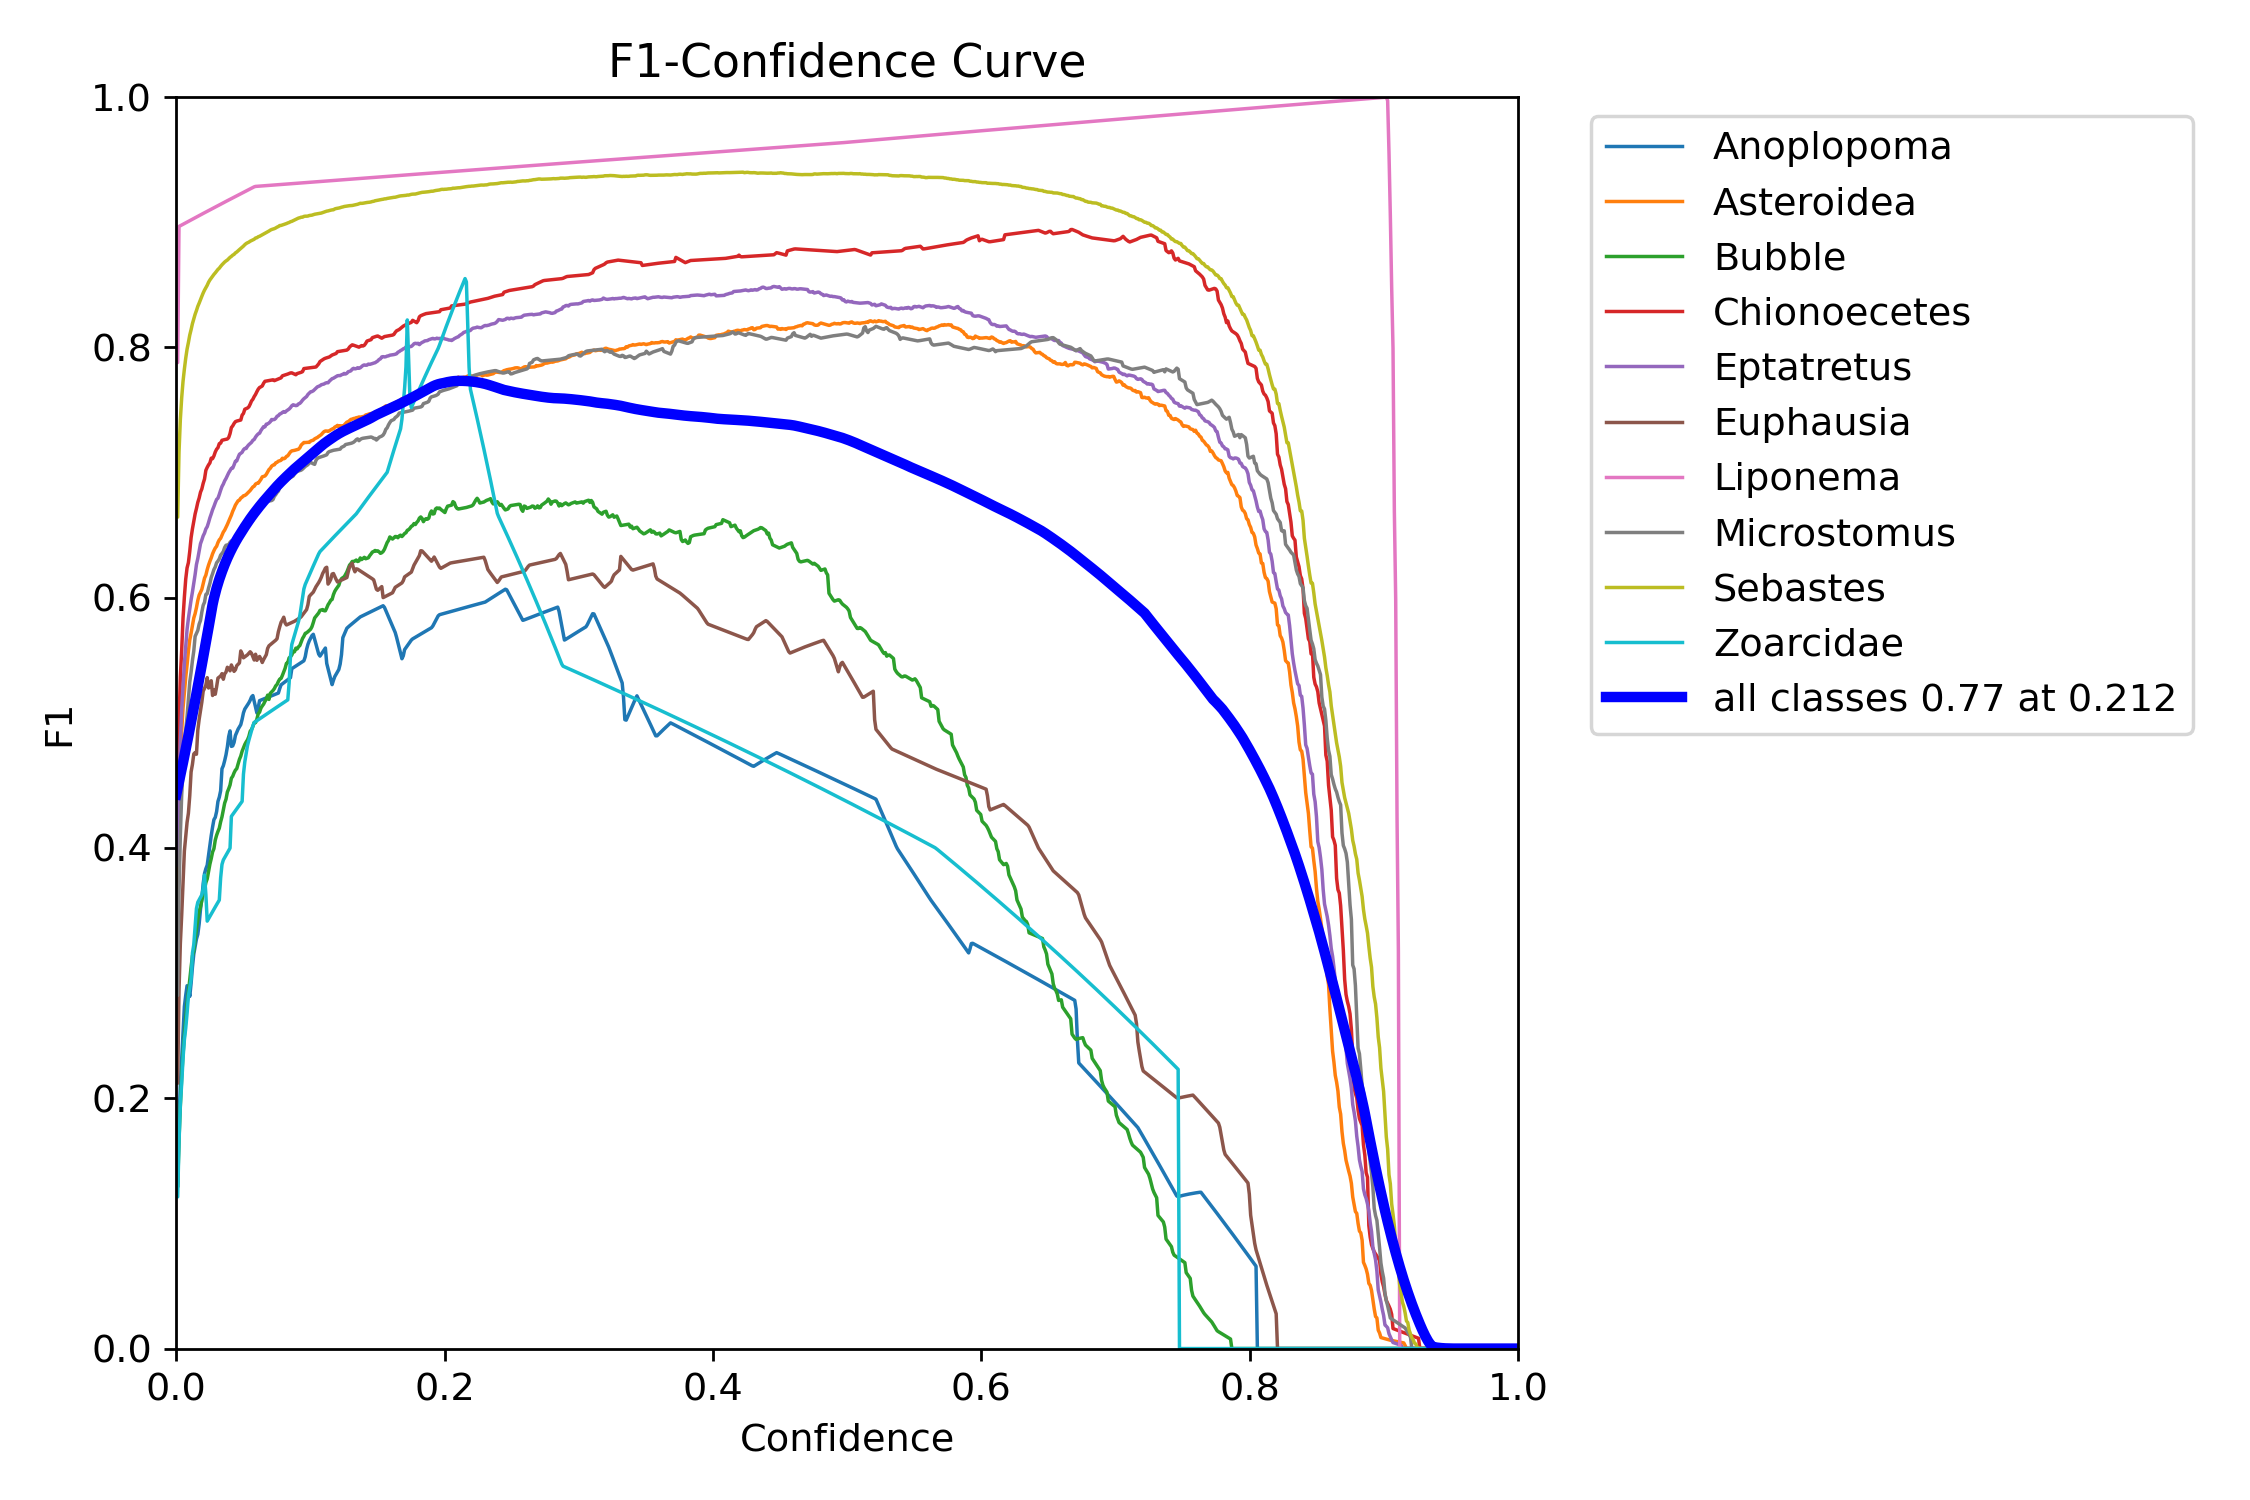 F1-Confidence Curve
1.0
0.8
0.6
0.4
0.2
0.0
F1
0.0 0.2 0.4 0.6 0.8 1.0
Confidence
Anoplopoma
Asteroidea
Bubble
Chionoecetes
Eptatretus
Euphausia
Liponema
Microstomus
Sebastes
Zoarcidae
all classes 0.77 at 0.212